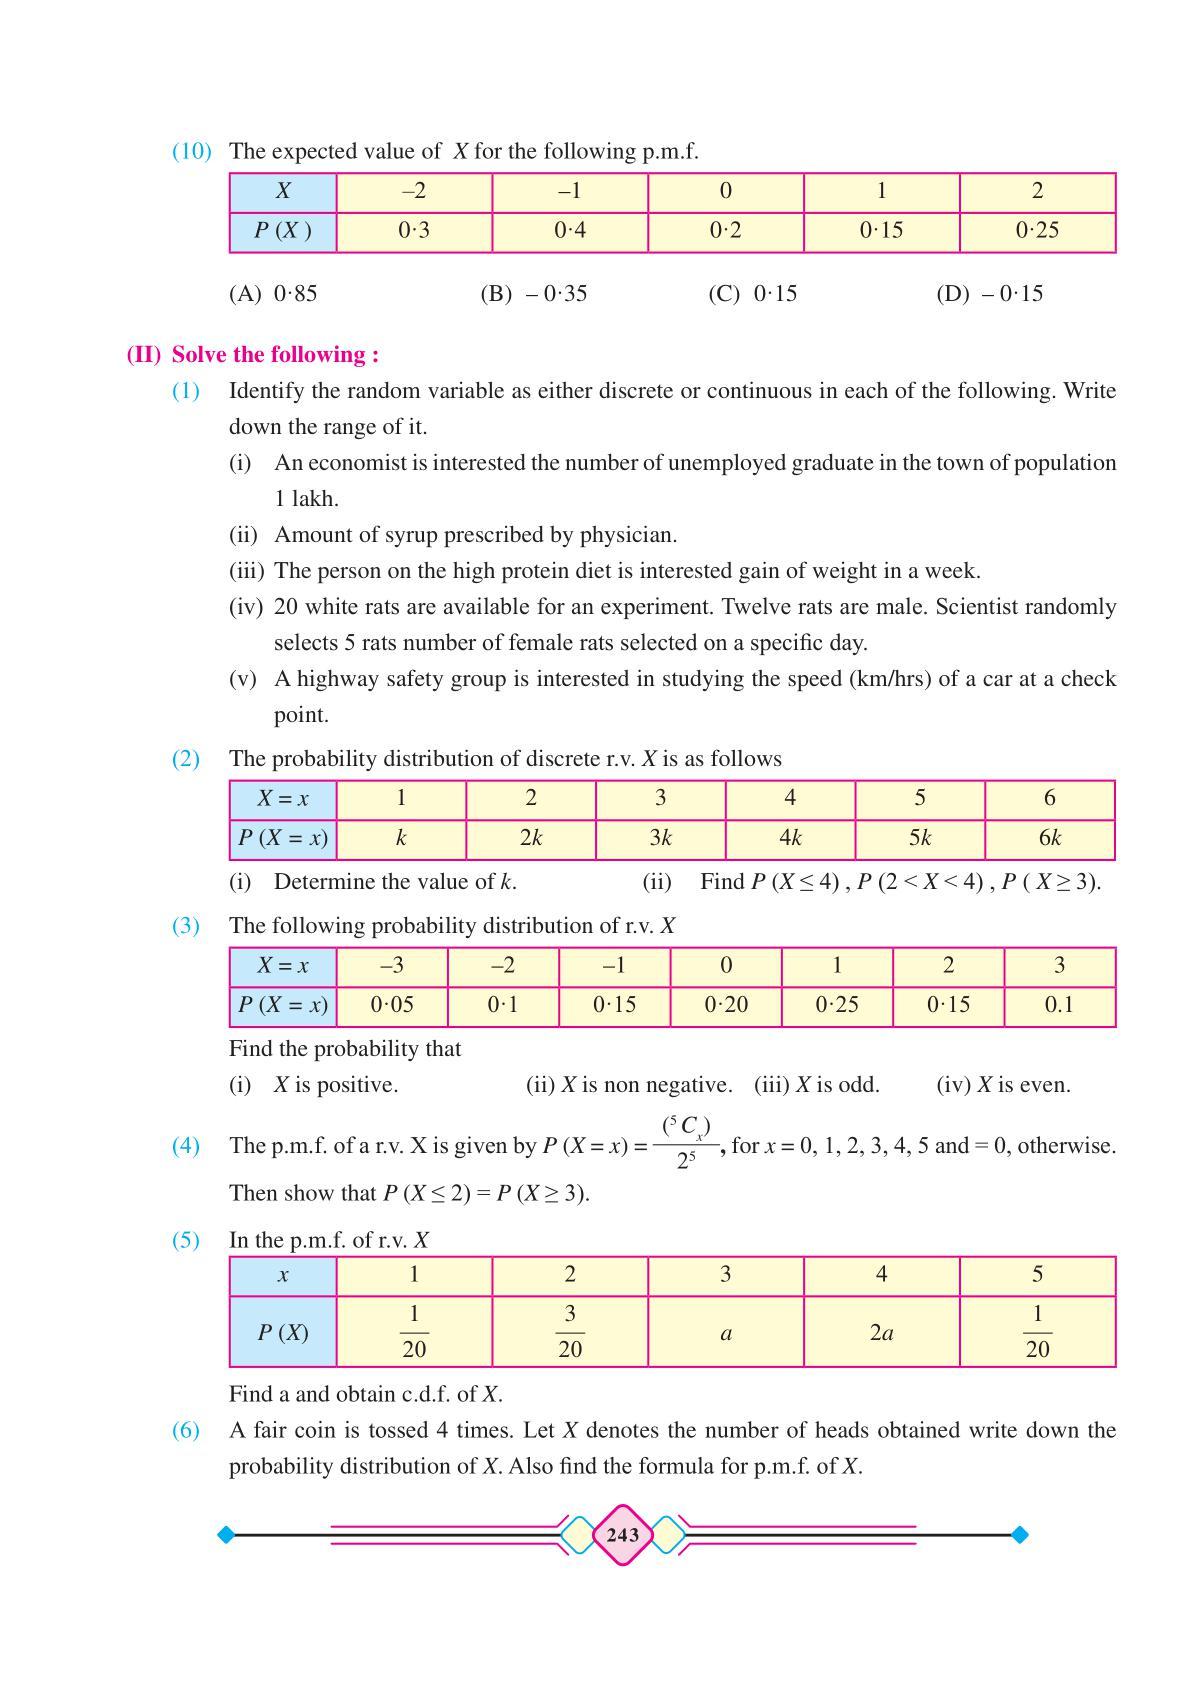 (10) The expected value of X for the following p.m.f.
X –2 –1 0 1 2
P (X ) 0·3 0·4 0·2 0·15 0·25
(A) 0·85 (B) – 0·35 (C) 0·15 (D) – 0·15
(II) Solve the following :
(1) Identify the random variable as either discrete or continuous in each of the following. Write
down the range of it.
(i) An economist is interested the number of unemployed graduate in the town of population
1 lakh.
(ii) Amount of syrup prescribed by physician.
(iii) The person on the high protein diet is interested gain of weight in a week.
(iv) 20 white rats are available for an experiment. Twelve rats are male. Scientist randomly
selects 5 rats number of female rats selected on a specific day.
(v) A highway safety group is interested in studying the speed (km/hrs) of a car at a check
point.
(2) The probability distribution of discrete r.v. X is as follows
X = x 1 2 3 4 5 6
P (X = x) k 2k 3k 4k 5k 6k
(i) Determine the value of k. (ii) Find P (X ≤ 4) , P (2 < X < 4) , P ( X ≥ 3).
(3) The following probability distribution of r.v. X
X = x –3 –2 –1 0 1 2 3
P (X = x) 0·05 0·1 0·15 0·20 0·25 0·15 0.1
Find the probability that
(i) X is positive. (ii) X is non negative. (iii) X is odd. (iv) X is even.
(4) The p.m.f. of a r.v. X is given by P (X = x) = (⁵ Cₓ) / 2⁵ , for x = 0, 1, 2, 3, 4, 5 and = 0, otherwise.
Then show that P (X ≤ 2) = P (X ≥ 3).
(5) In the p.m.f. of r.v. X
x 1 2 3 4 5
P (X) 1/20 3/20 a 2a 1/20
Find a and obtain c.d.f. of X.
(6) A fair coin is tossed 4 times. Let X denotes the number of heads obtained write down the
probability distribution of X. Also find the formula for p.m.f. of X.
243